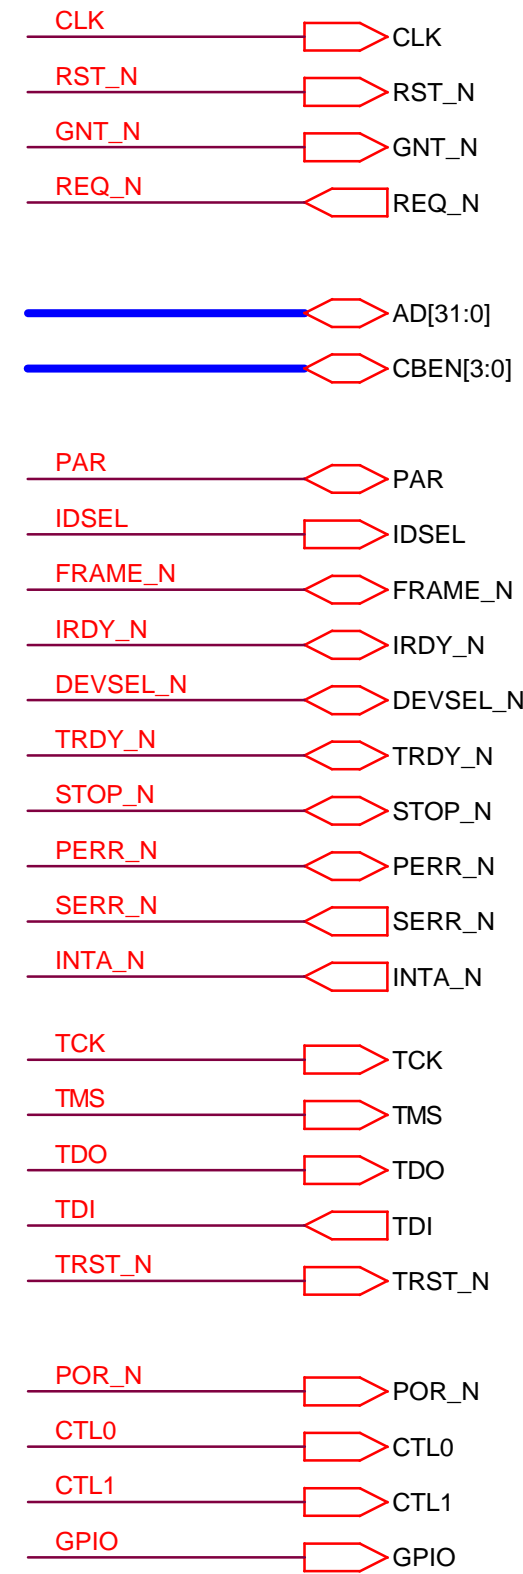 CLK CLK
RST_N RST_N
GNT_N GNT_N
REQ_N REQ_N
AD[31:0]
CBEN[3:0]
PAR PAR
IDSEL IDSEL
FRAME_N FRAME_N
IRDY_N IRDY_N
DEVSEL_N DEVSEL_N
TRDY_N TRDY_N
STOP_N STOP_N
PERR_N PERR_N
SERR_N SERR_N
INTA_N INTA_N
TCK TCK
TMS TMS
TDO TDO
TDI TDI
TRST_N TRST_N
POR_N POR_N
CTL0 CTL0
CTL1 CTL1
GPIO GPIO